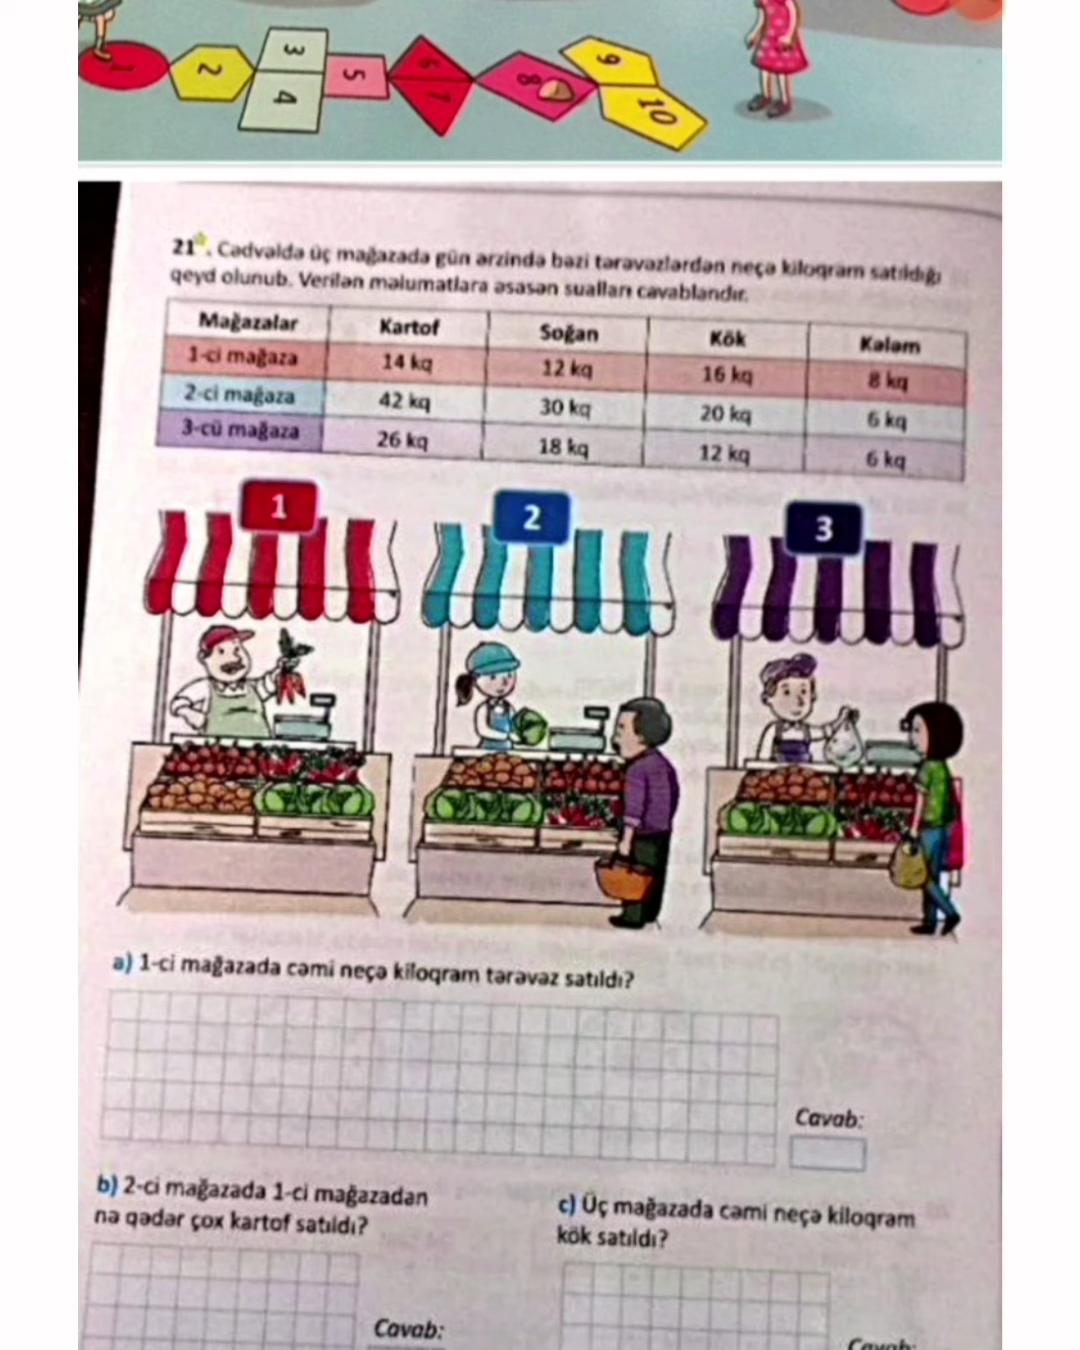 1
2
3
4
5
6
7
8
9
10
21. Cədvəldə üç mağazada gün ərzində bəzi tərəvəzlərdən neçə kiloqram satıldığı
qeyd olunub. Verilən məlumatlara əsasən sualları cavablandır.
Mağazalar Kartof Soğan Kök Kələm
1-ci mağaza 14 kq 12 kq 16 kq 8 kq
2-ci mağaza 42 kq 30 kq 20 kq 6 kq
3-cü mağaza 26 kq 18 kq 12 kq 6 kq
1
2
3
a) 1-ci mağazada cəmi neçə kiloqram tərəvəz satıldı?
Cavab:
b) 2-ci mağazada 1-ci mağazadan
nə qədər çox kartof satıldı?
Cavab:
c) Üç mağazada cəmi neçə kiloqram
kök satıldı?
Cavab: